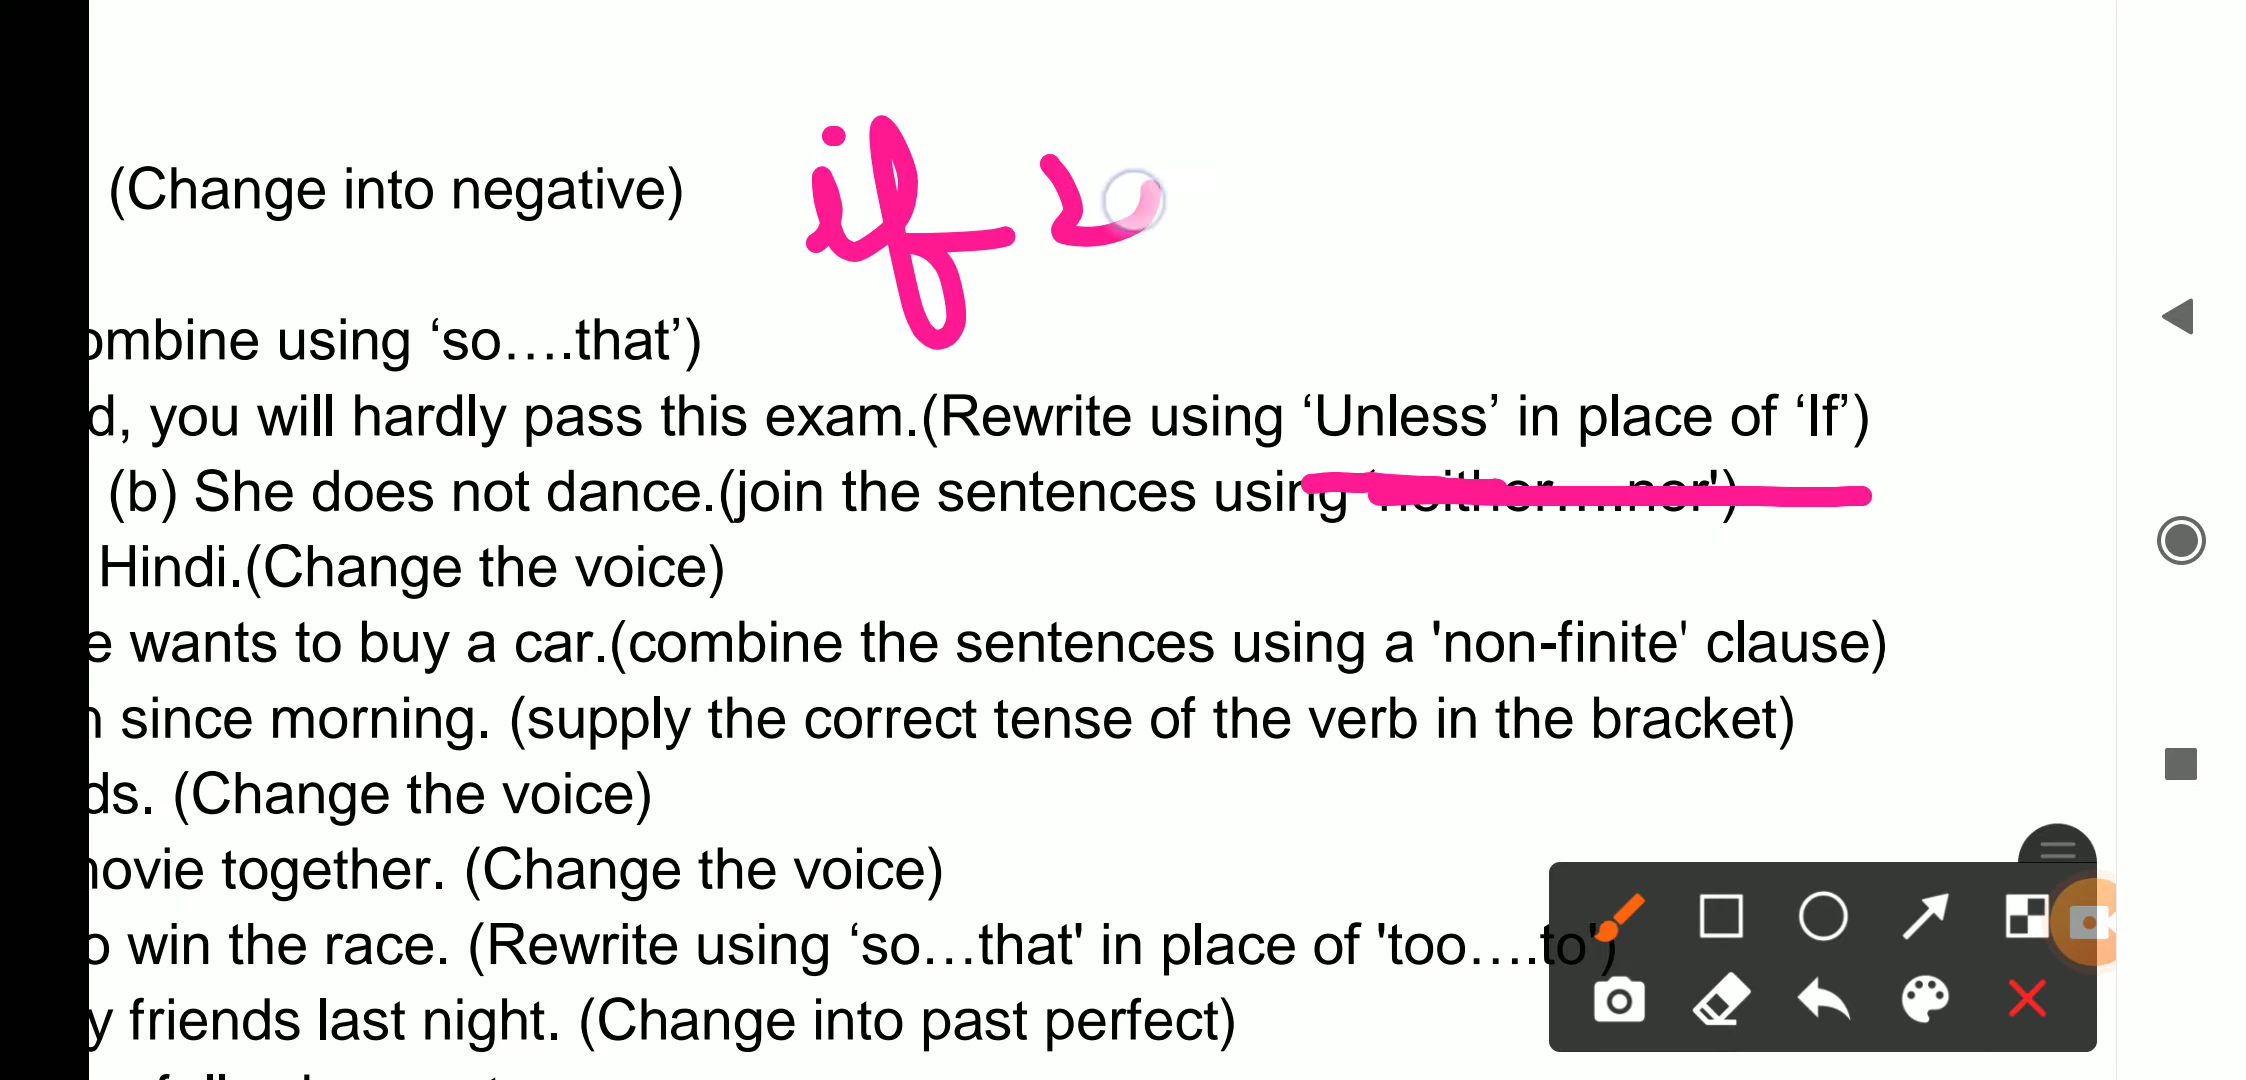 (Change into negative) if
ombine using ‘so….that’)
d, you will hardly pass this exam.(Rewrite using ‘Unless’ in place of ‘If’)
(b) She does not dance.(join the sentences using 'neither....nor')
Hindi.(Change the voice)
e wants to buy a car.(combine the sentences using a 'non-finite' clause)
n since morning. (supply the correct tense of the verb in the bracket)
ds. (Change the voice)
movie together. (Change the voice)
o win the race. (Rewrite using ‘so…that' in place of 'too….to')
y friends last night. (Change into past perfect)